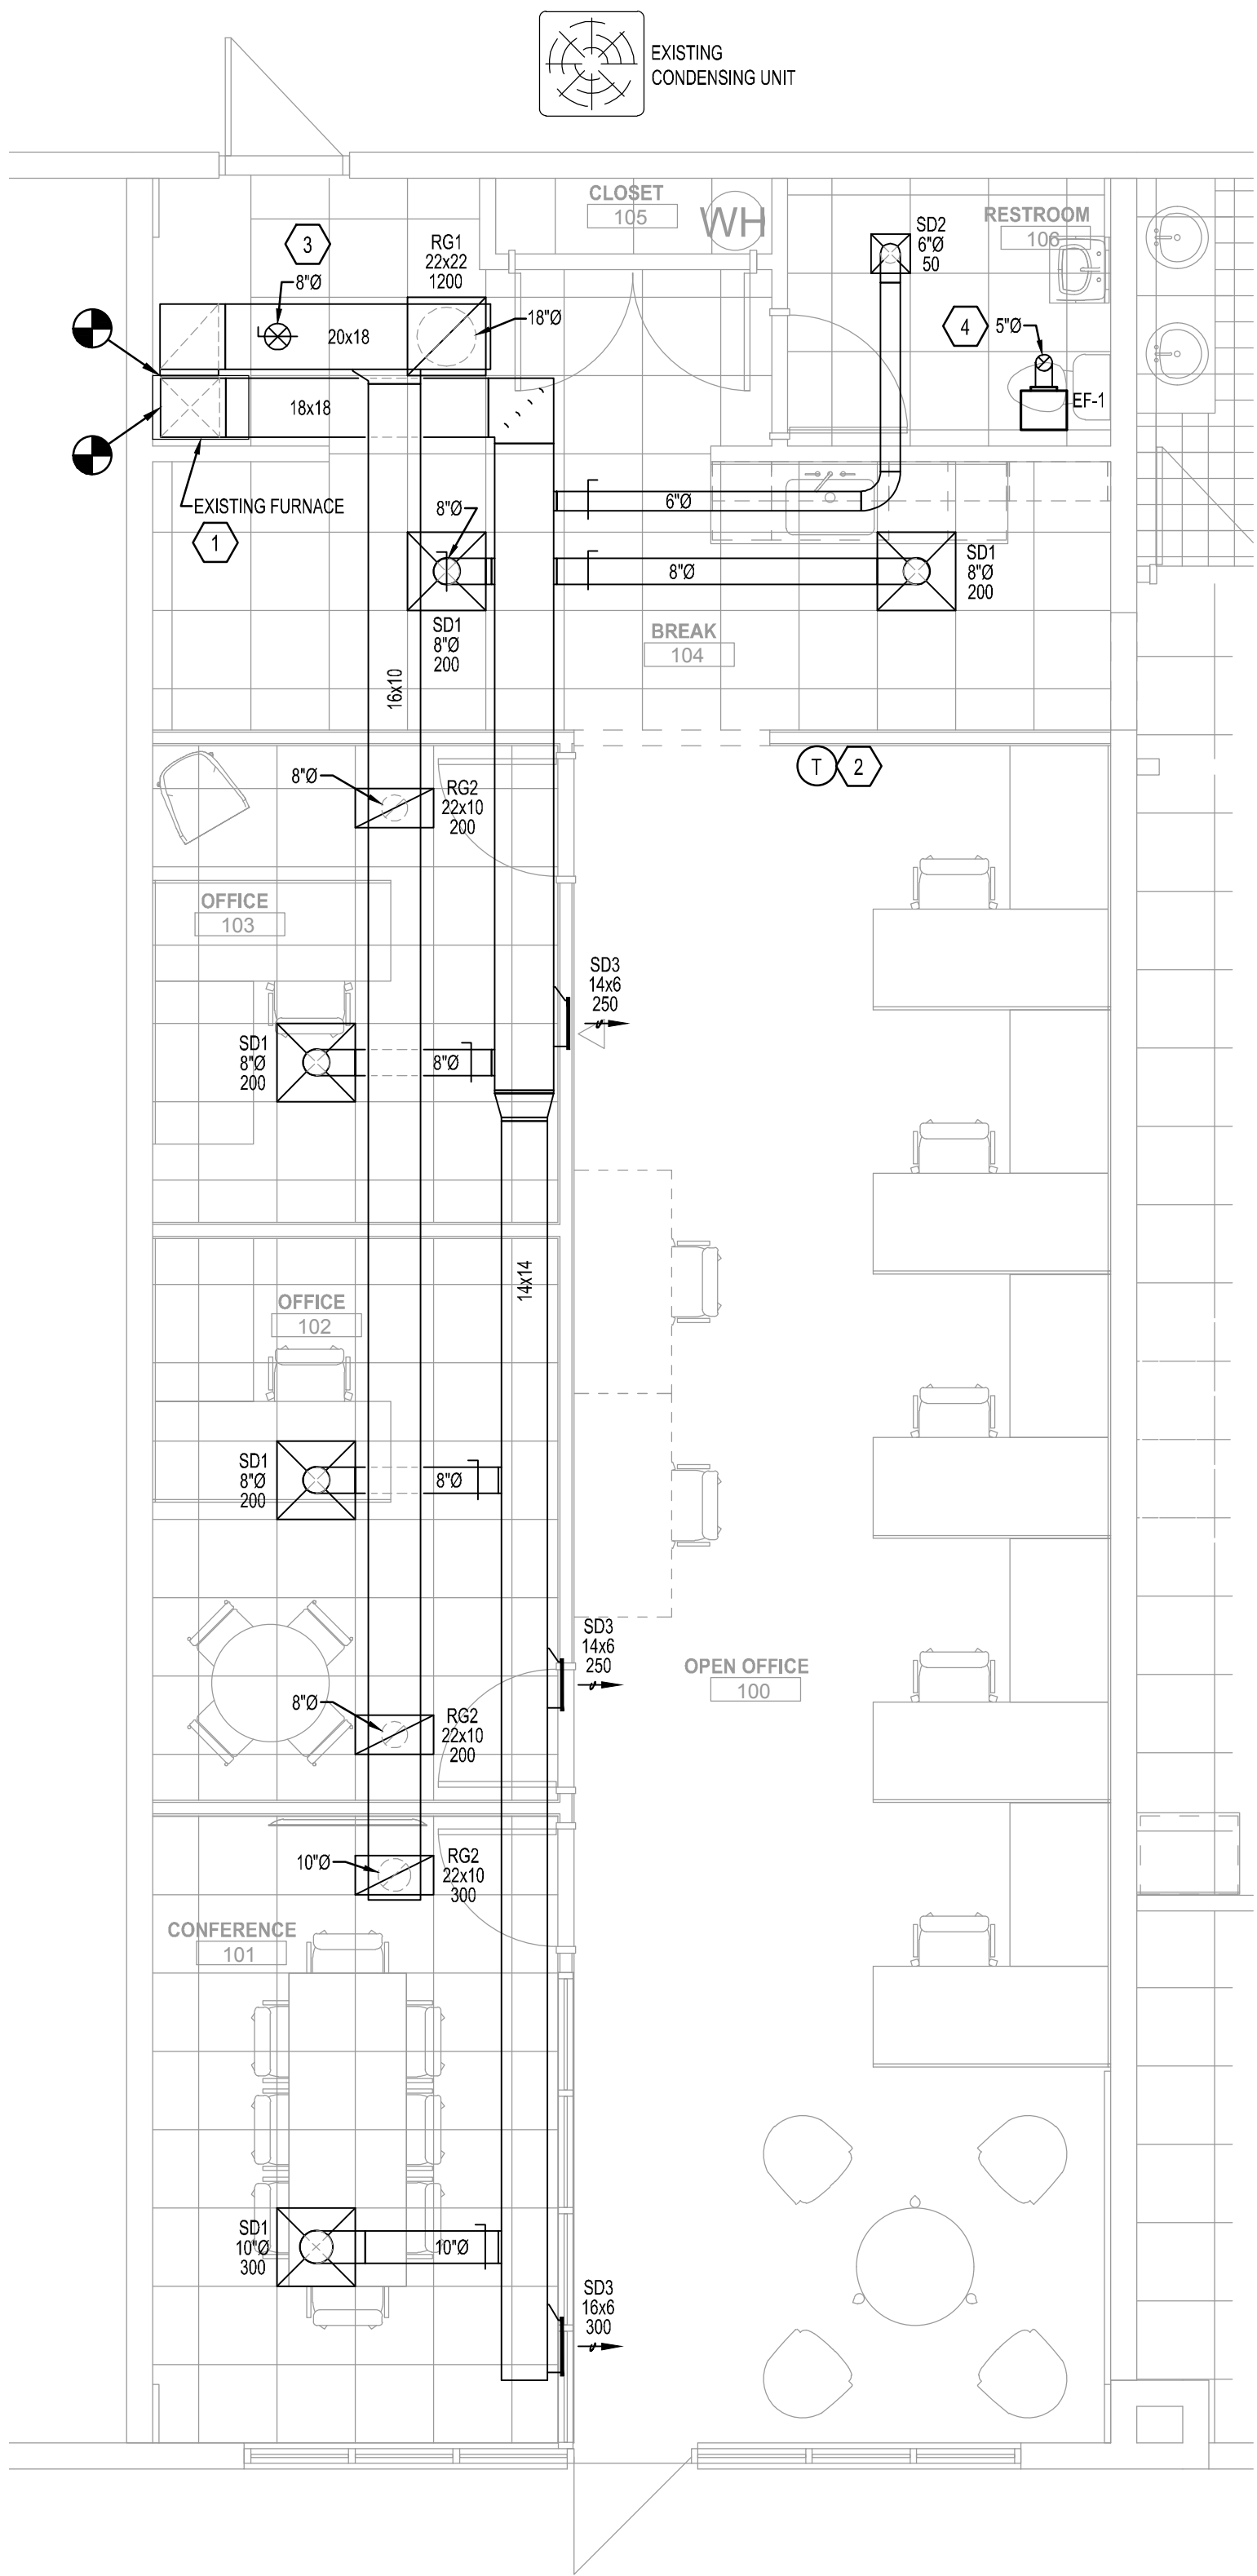 EXISTING
CONDENSING UNIT
CLOSET
105
WH
RESTROOM
106
SD2
6"Ø
50
3
RG1
22x22
1200
8"Ø
18"Ø
20x18
4
5"Ø
EF-1
18x18
EXISTING FURNACE
1
8"Ø
6"Ø
8"Ø
SD1
8"Ø
200
SD1
8"Ø
200
BREAK
104
16x10
T
2
8"Ø
RG2
22x10
200
OFFICE
103
SD3
14x6
250
SD1
8"Ø
200
8"Ø
14x14
OFFICE
102
SD1
8"Ø
200
8"Ø
SD3
14x6
250
OPEN OFFICE
100
8"Ø
RG2
22x10
200
10"Ø
RG2
22x10
300
CONFERENCE
101
SD1
10"Ø
300
10"Ø
SD3
16x6
300